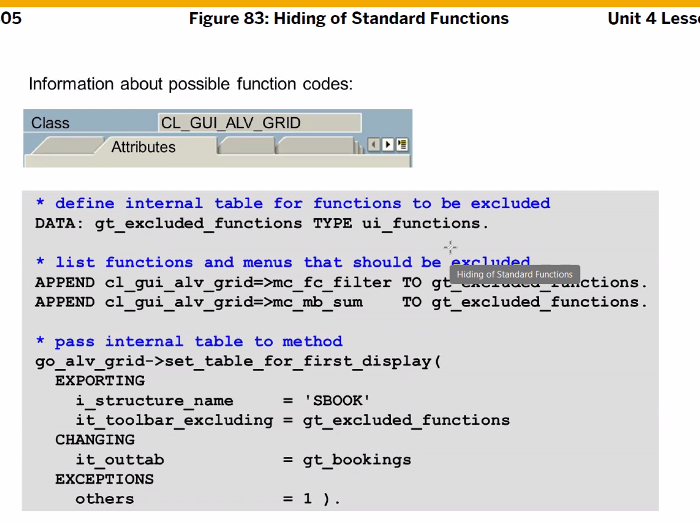 05 Figure 83: Hiding of Standard Functions Unit 4 Less
Information about possible function codes:
Class CL_GUI_ALV_GRID
Attributes
* define internal table for functions to be excluded
DATA: gt_excluded_functions TYPE ui_functions.
* list functions and menus that should be excluded
Hiding of Standard Functions
APPEND cl_gui_alv_grid=>mc_fc_filter TO gt_excluded_functions.
APPEND cl_gui_alv_grid=>mc_mb_sum TO gt_excluded_functions.
* pass internal table to method
go_alv_grid->set_table_for_first_display(
EXPORTING
i_structure_name = 'SBOOK'
it_toolbar_excluding = gt_excluded_functions
CHANGING
it_outtab = gt_bookings
EXCEPTIONS
others = 1 ).